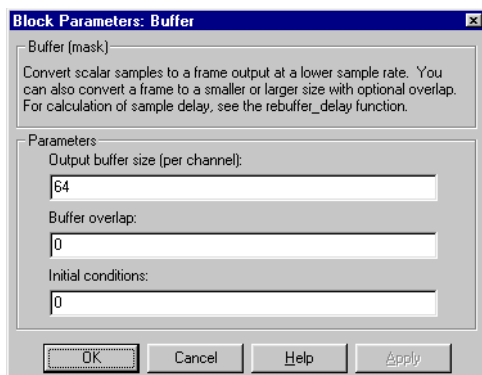 Block Parameters: Buffer
Buffer (mask)
Convert scalar samples to a frame output at a lower sample rate. You
can also convert a frame to a smaller or larger size with optional overlap.
For calculation of sample delay, see the rebuffer_delay function.
Parameters
Output buffer size (per channel):
64
Buffer overlap:
0
Initial conditions:
0
OK Cancel Help Apply